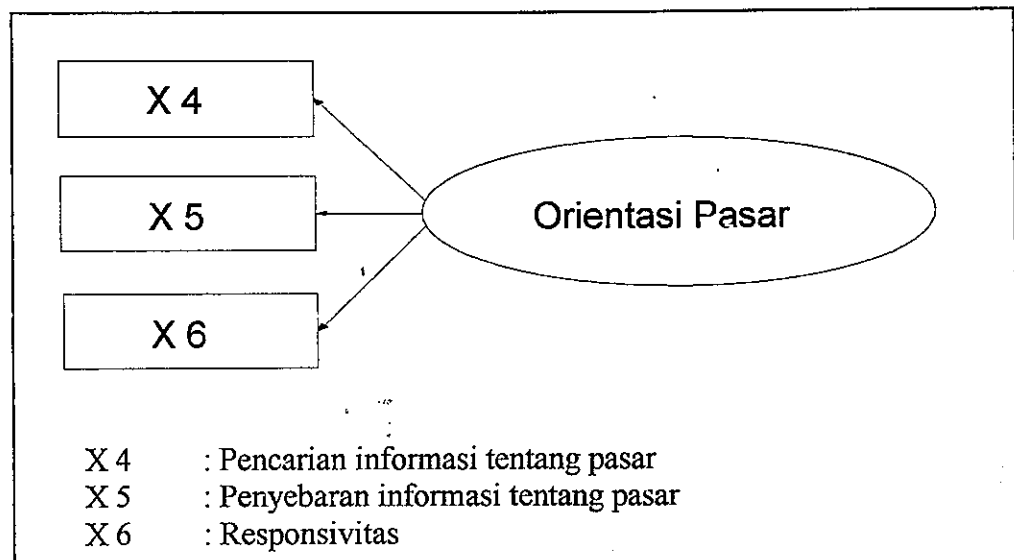 X 4
X 5
Orientasi Pasar
X 6
X 4 : Pencarian informasi tentang pasar
X 5 : Penyebaran informasi tentang pasar
X 6 : Responsivitas